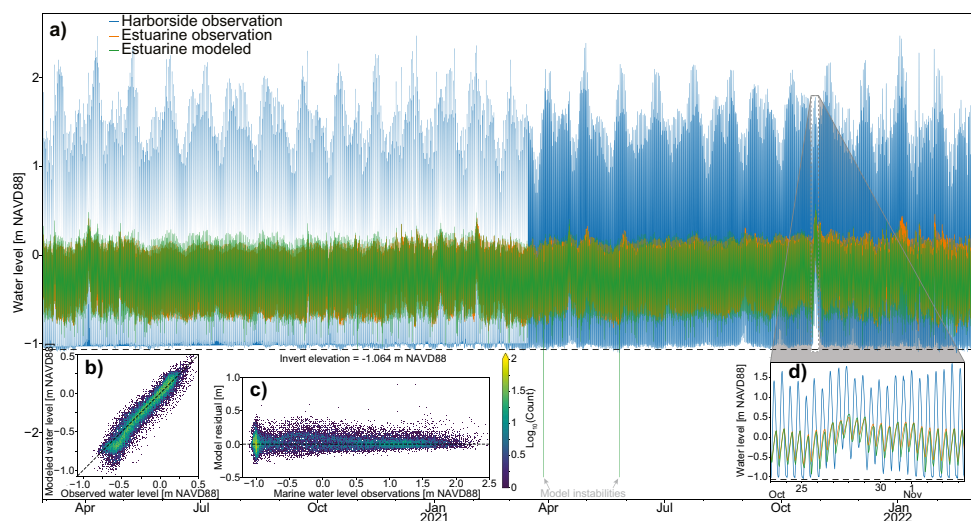 a)
Harborside observation
Estuarine observation
Estuarine modeled
Water level [m NAVD88]
2
1
0
−1
−2
Invert elevation = -1.064 m NAVD88
b)
Modeled water level [m NAVD88]
0.5
0.0
−0.5
−1.0
−1.0 −0.5 0.0 0.5
Observed water level [m NAVD88]
c)
Model residual [m]
1.0
0.5
0.0
−0.5
−1.0 −0.5 0.0 0.5 1.0 1.5 2.0 2.5
Marine water level observations [m NAVD88]
2
1
0
Log10(Count)
Model instabilities
d)
Water level [m NAVD88]
1.5
1.0
0.5
0.0
−0.5
−1.0
25 30 1
Oct Nov
2022
Apr Jul Oct Jan Apr Jul Oct Jan
2021 2022